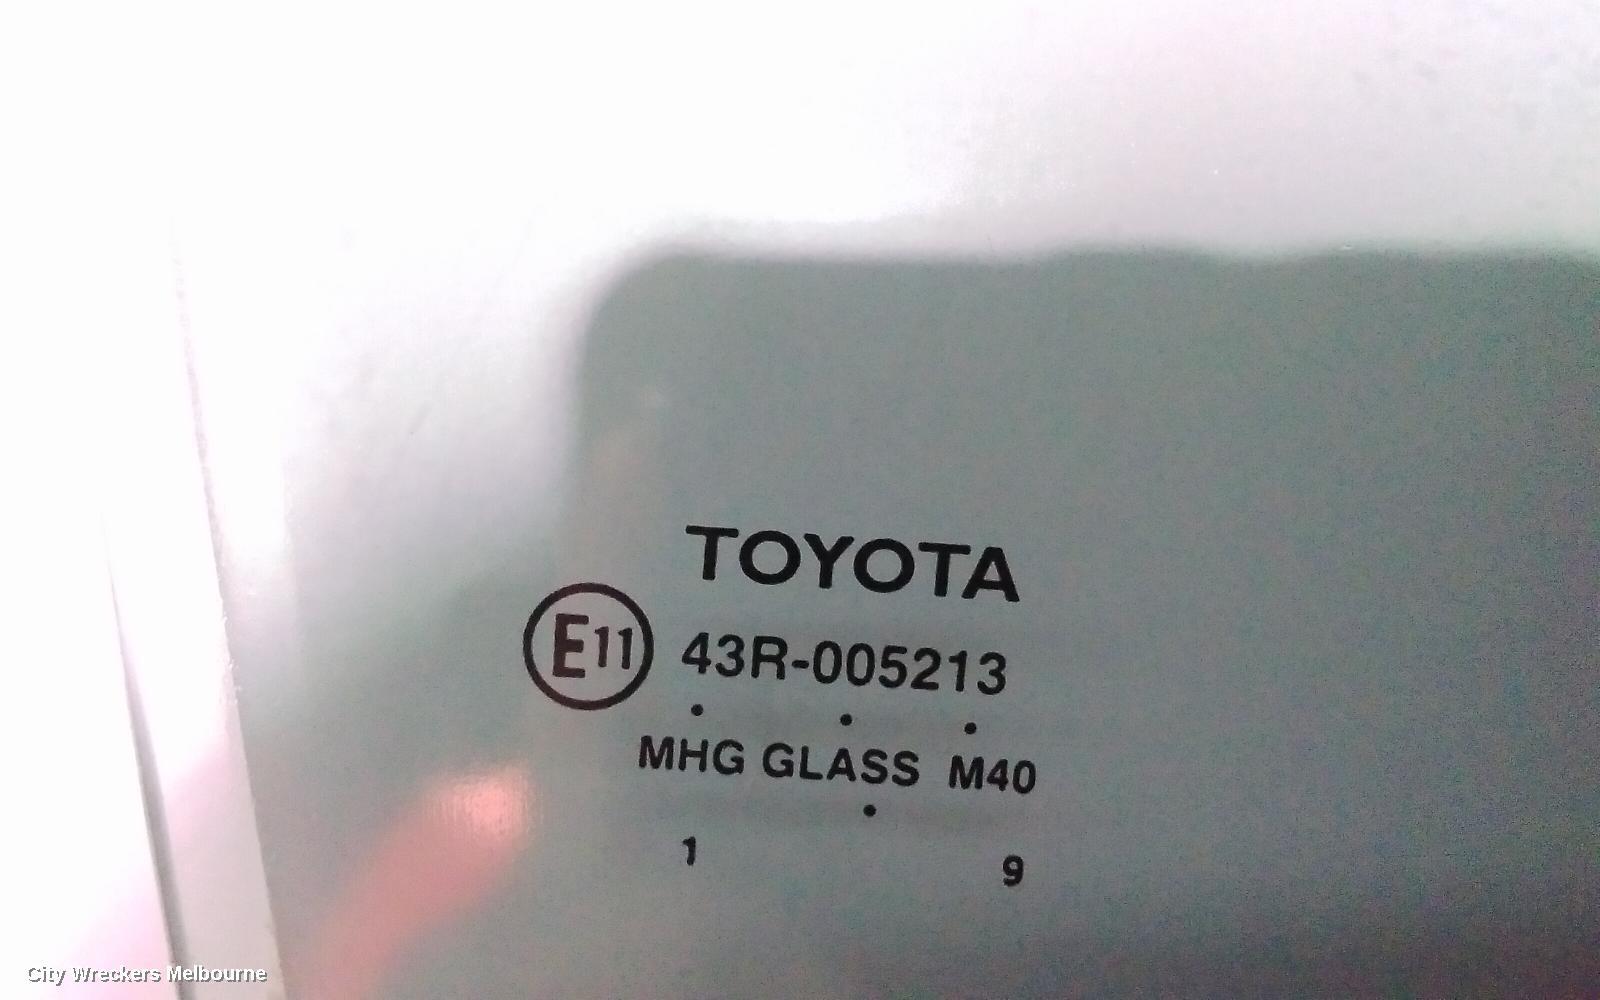 TOYOTA
E11 43R-005213
MHG GLASS M40
1 9
City Wreckers Melbourne